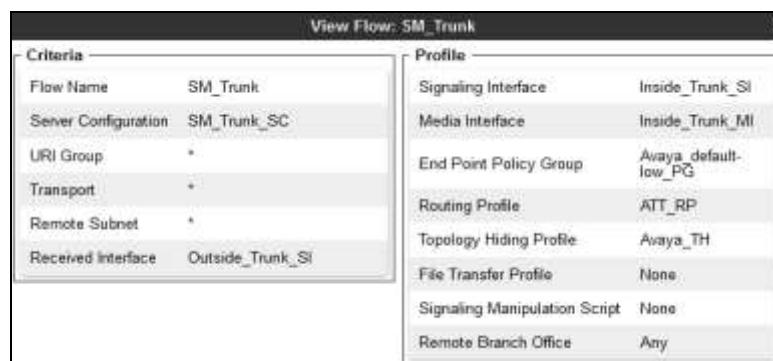 View Flow: SM_Trunk
Criteria
Flow Name SM_Trunk
Server Configuration SM_Trunk_SC
URI Group *
Transport *
Remote Subnet *
Received Interface Outside_Trunk_SI
Profile
Signaling Interface Inside_Trunk_SI
Media Interface Inside_Trunk_MI
End Point Policy Group Avaya_default-
low_PG
Routing Profile ATT_RP
Topology Hiding Profile Avaya_TH
File Transfer Profile None
Signaling Manipulation Script None
Remote Branch Office Any